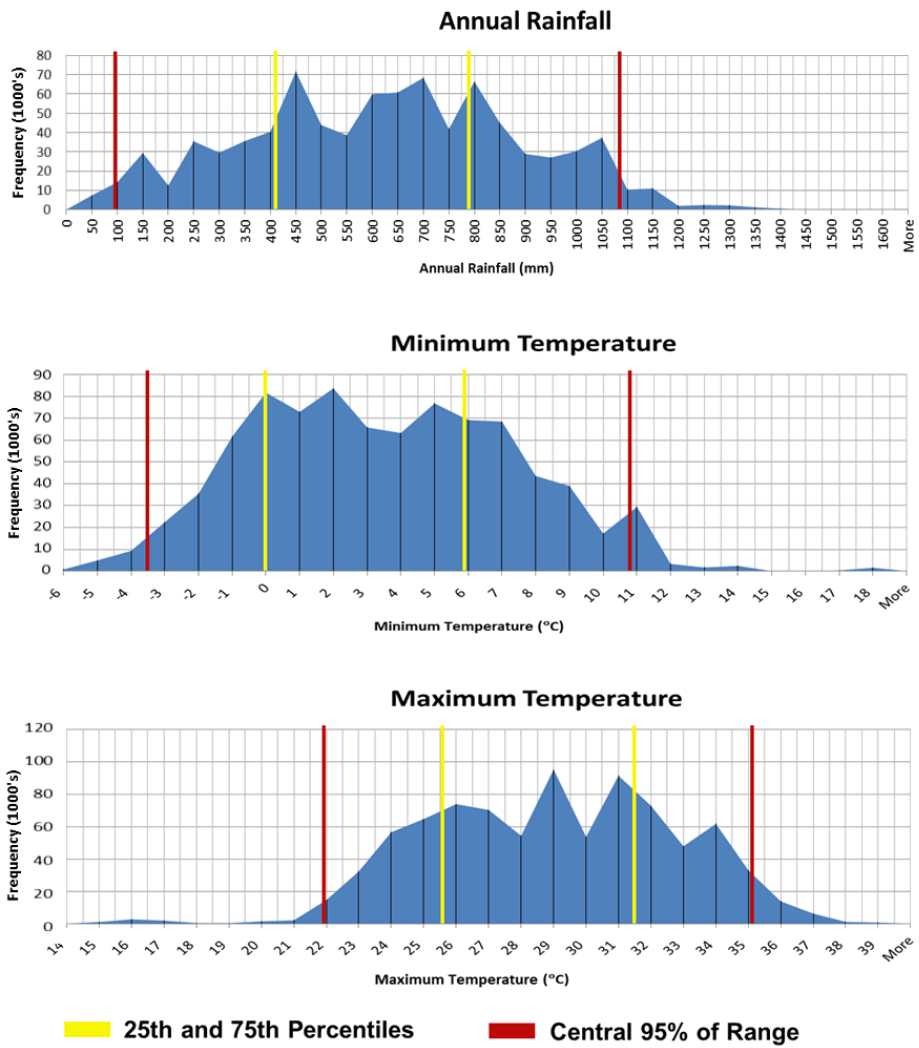 Annual Rainfall
80
70
60
50
40
30
20
10
0
Frequency (1000's)
0 50 100 150 200 250 300 350 400 450 500 550 600 650 700 750 800 850 900 950 1000 1050 1100 1150 1200 1250 1300 1350 1400 1450 1500 1550 1600 1650 More
Annual Rainfall (mm)
Minimum Temperature
90
80
70
60
50
40
30
20
10
0
Frequency (1000's)
-6 -5 -4 -3 -2 -1 0 1 2 3 4 5 6 7 8 9 10 11 12 13 14 15 16 17 18 More
Minimum Temperature (°C)
Maximum Temperature
120
100
80
60
40
20
0
Frequency (1000's)
14 15 16 17 18 19 20 21 22 23 24 25 26 27 28 29 30 31 32 33 34 35 36 37 38 39 More
Maximum Temperature (°C)
25th and 75th Percentiles Central 95% of Range